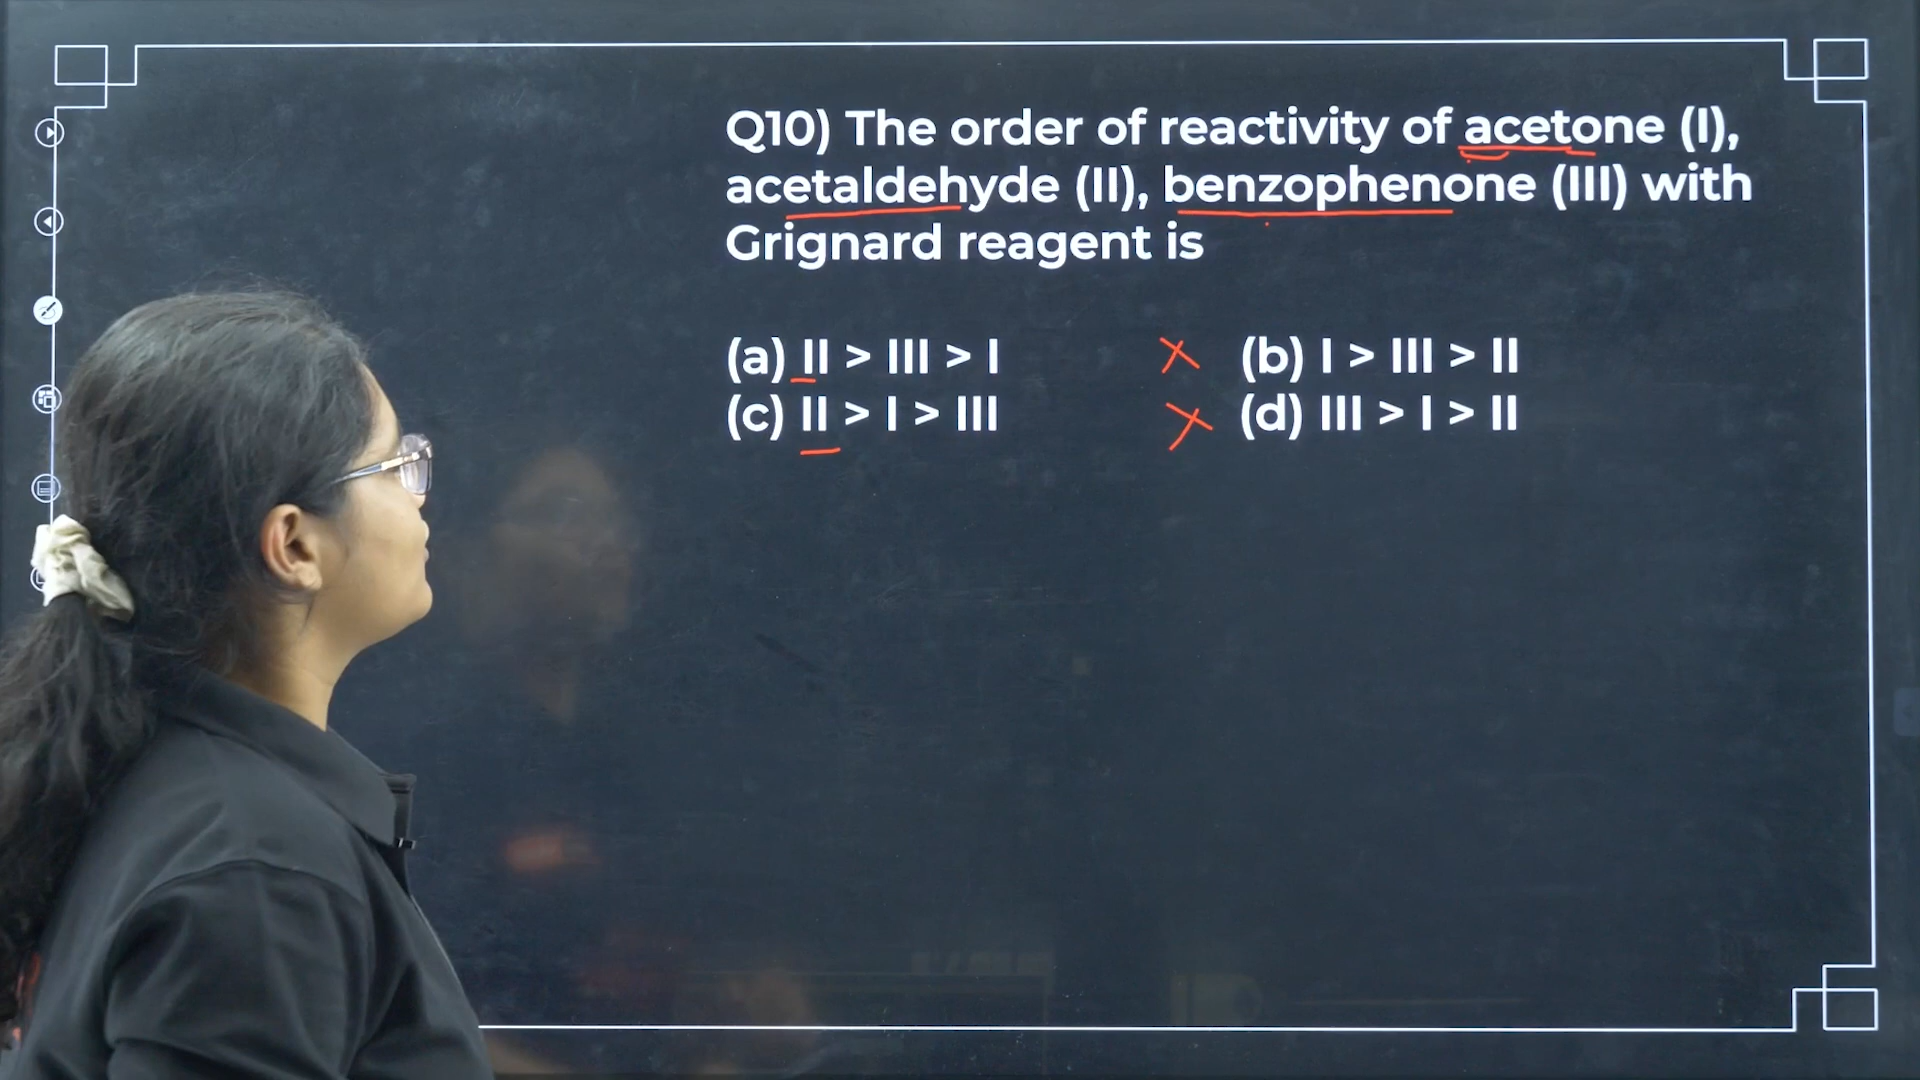 Q10) The order of reactivity of acetone (I),
acetaldehyde (II), benzophenone (III) with
Grignard reagent is
(a) II > III > I
(b) I > III > II
(c) II > I > III
(d) III > I > II